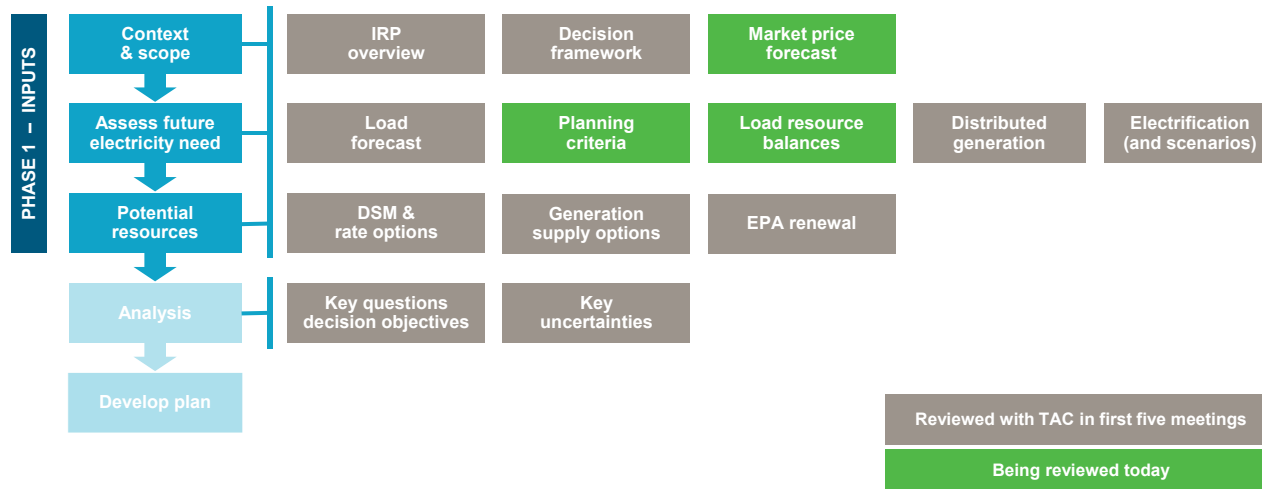 PHASE 1 – INPUTS
Context
& scope
IRP
overview
Decision
framework
Market price
forecast
Assess future
electricity need
Load
forecast
Planning
criteria
Load resource
balances
Distributed
generation
Electrification
(and scenarios)
Potential
resources
DSM &
rate options
Generation
supply options
EPA renewal
Analysis
Key questions
decision objectives
Key
uncertainties
Develop plan
Reviewed with TAC in first five meetings
Being reviewed today